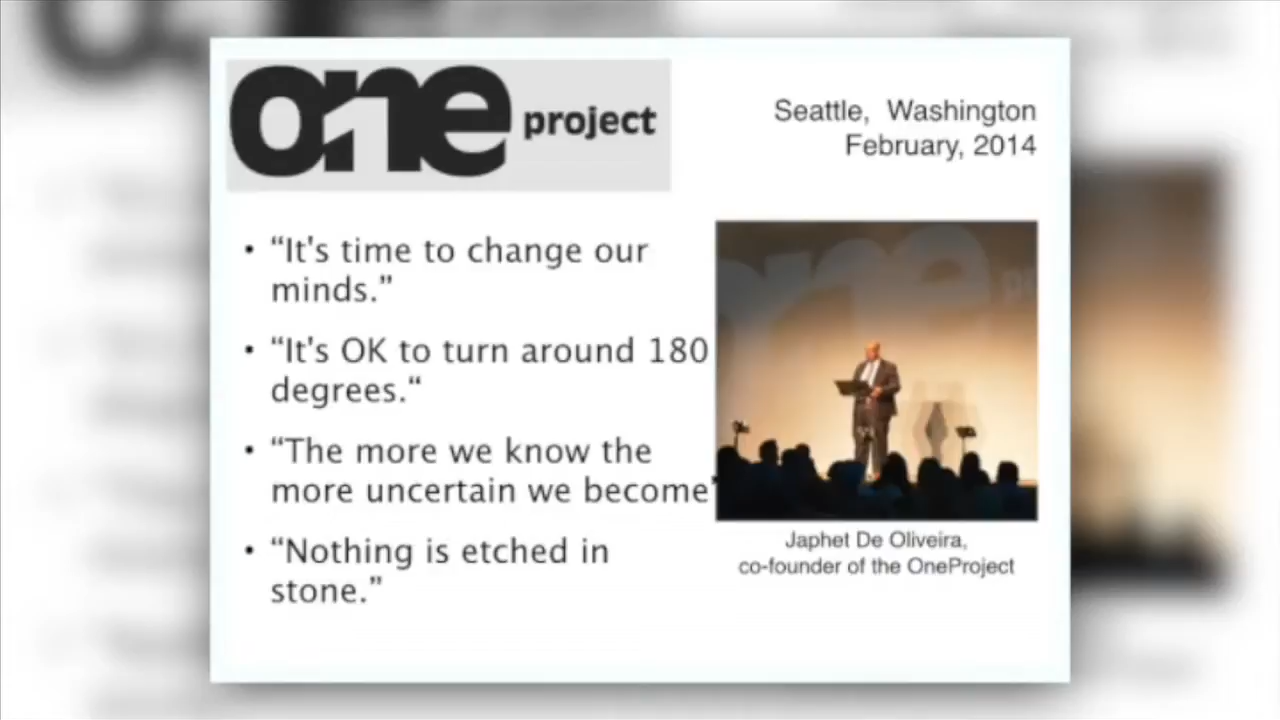 one project
Seattle, Washington
February, 2014
• “It's time to change our
minds.”
• “It's OK to turn around 180
degrees.“
• “The more we know the
more uncertain we become”
• “Nothing is etched in
stone.”
one pr
Japhet De Oliveira,
co-founder of the OneProject